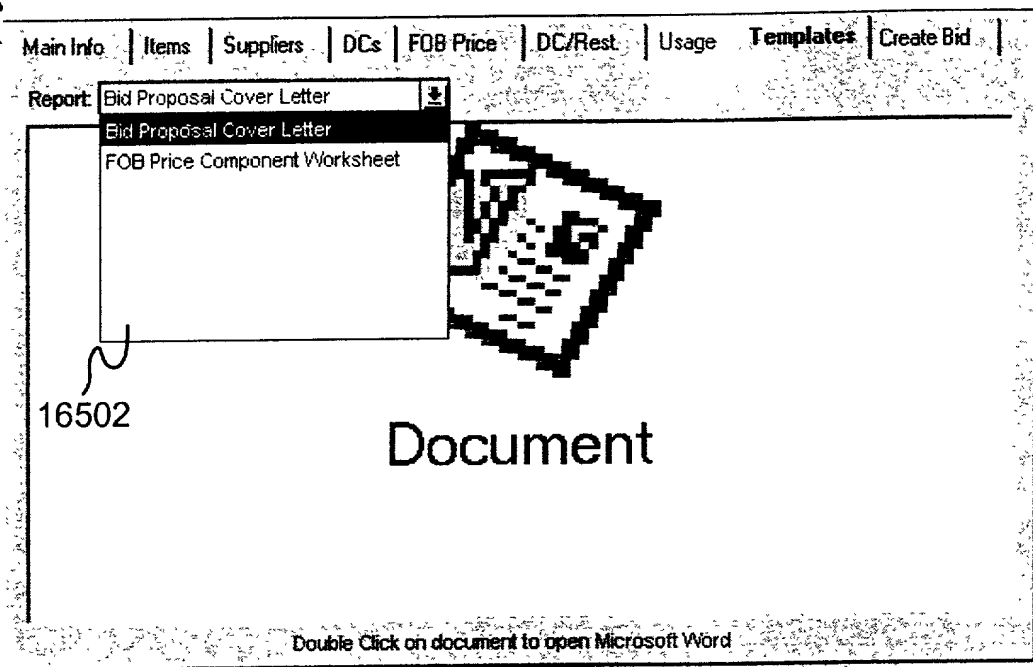 Main Info Items Suppliers DCs FOB Price DC/Rest. Usage Templates Create Bid
Report: Bid Proposal Cover Letter
Bid Proposal Cover Letter
FOB Price Component Worksheet
16502
Document
Double Click on document to open Microsoft Word